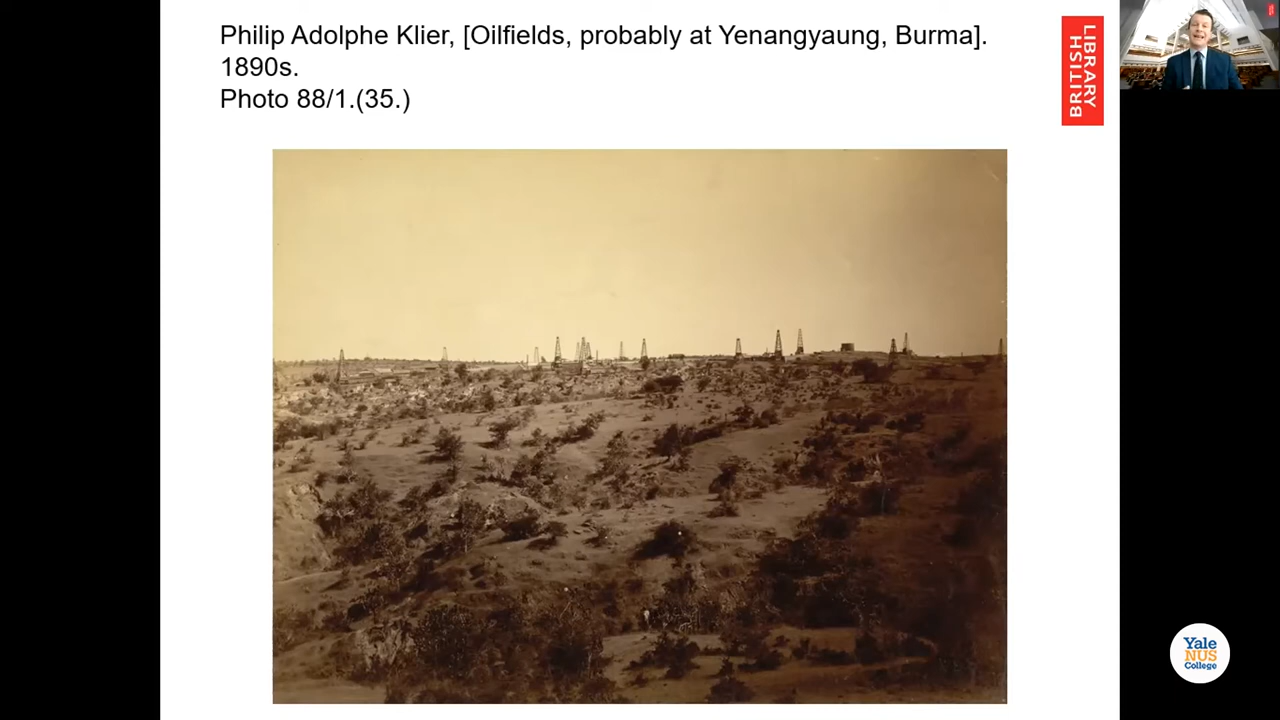 Philip Adolphe Klier, [Oilfields, probably at Yenangyaung, Burma].
1890s.
Photo 88/1.(35.)
BRITISH
LIBRARY
Yale
NUS
College